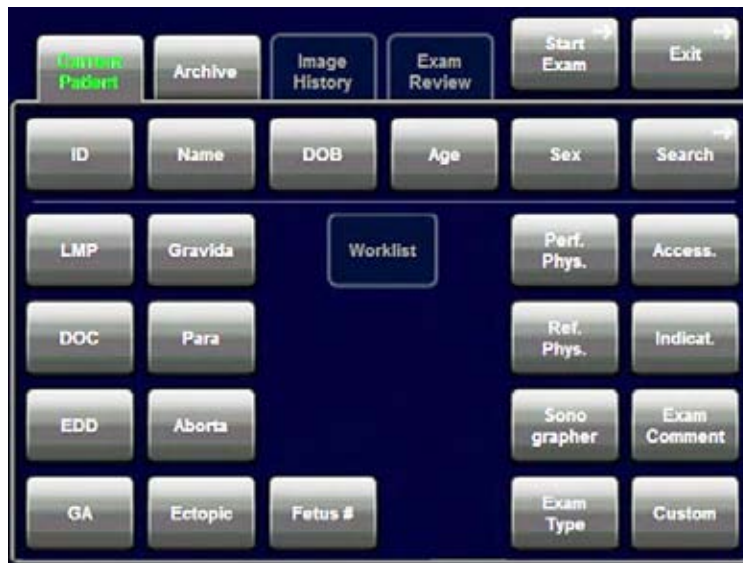 Current
Patient
Archive
Image
History
Exam
Review
Start
Exam
Exit
ID
Name
DOB
Age
Sex
Search
LMP
Gravida
Worklist
Perf.
Phys.
Access.
DOC
Para
Ref.
Phys.
Indicat.
EDD
Aborta
Sono
grapher
Exam
Comment
GA
Ectopic
Fetus #
Exam
Type
Custom